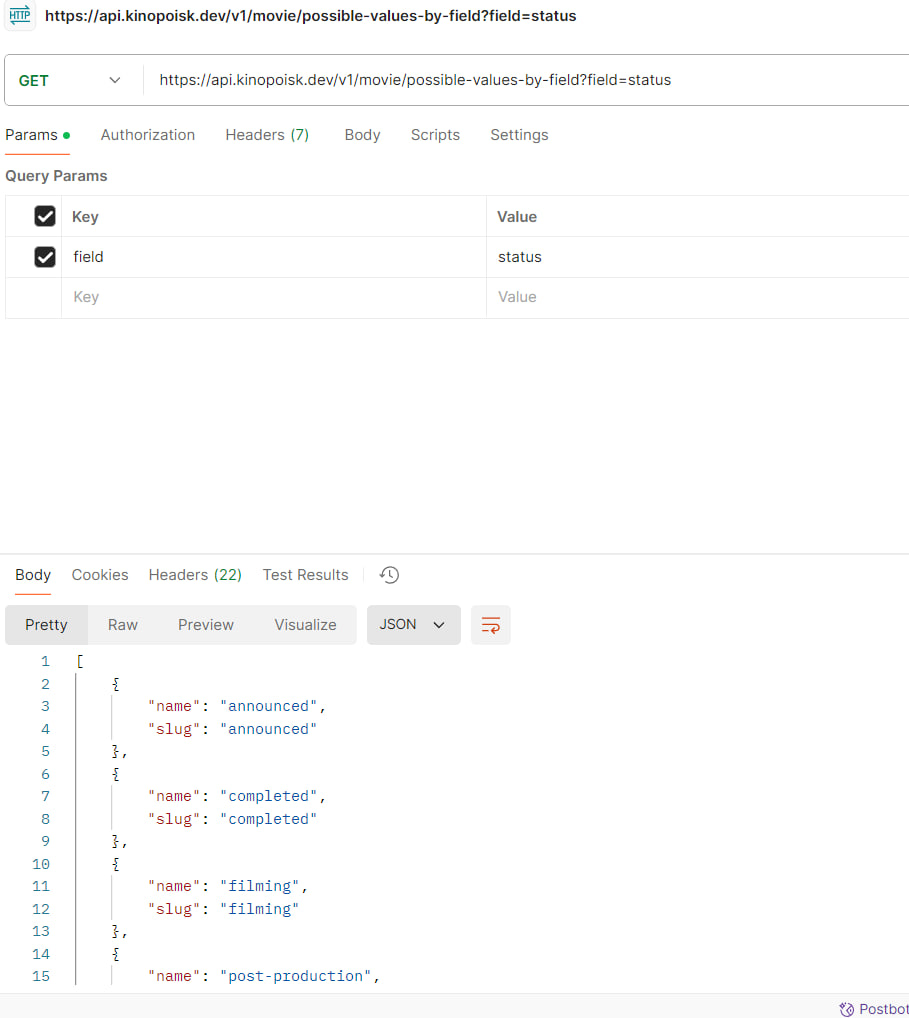 HTTP https://api.kinopoisk.dev/v1/movie/possible-values-by-field?field=status
GET https://api.kinopoisk.dev/v1/movie/possible-values-by-field?field=status
Params Authorization Headers (7) Body Scripts Settings
Query Params
Key Value
field status
Key Value
Body Cookies Headers (22) Test Results
Pretty Raw Preview Visualize JSON
1 [
2 {
3 "name": "announced",
4 "slug": "announced"
5 },
6 {
7 "name": "completed",
8 "slug": "completed"
9 },
10 {
11 "name": "filming",
12 "slug": "filming"
13 },
14 {
15 "name": "post-production",
Postbot